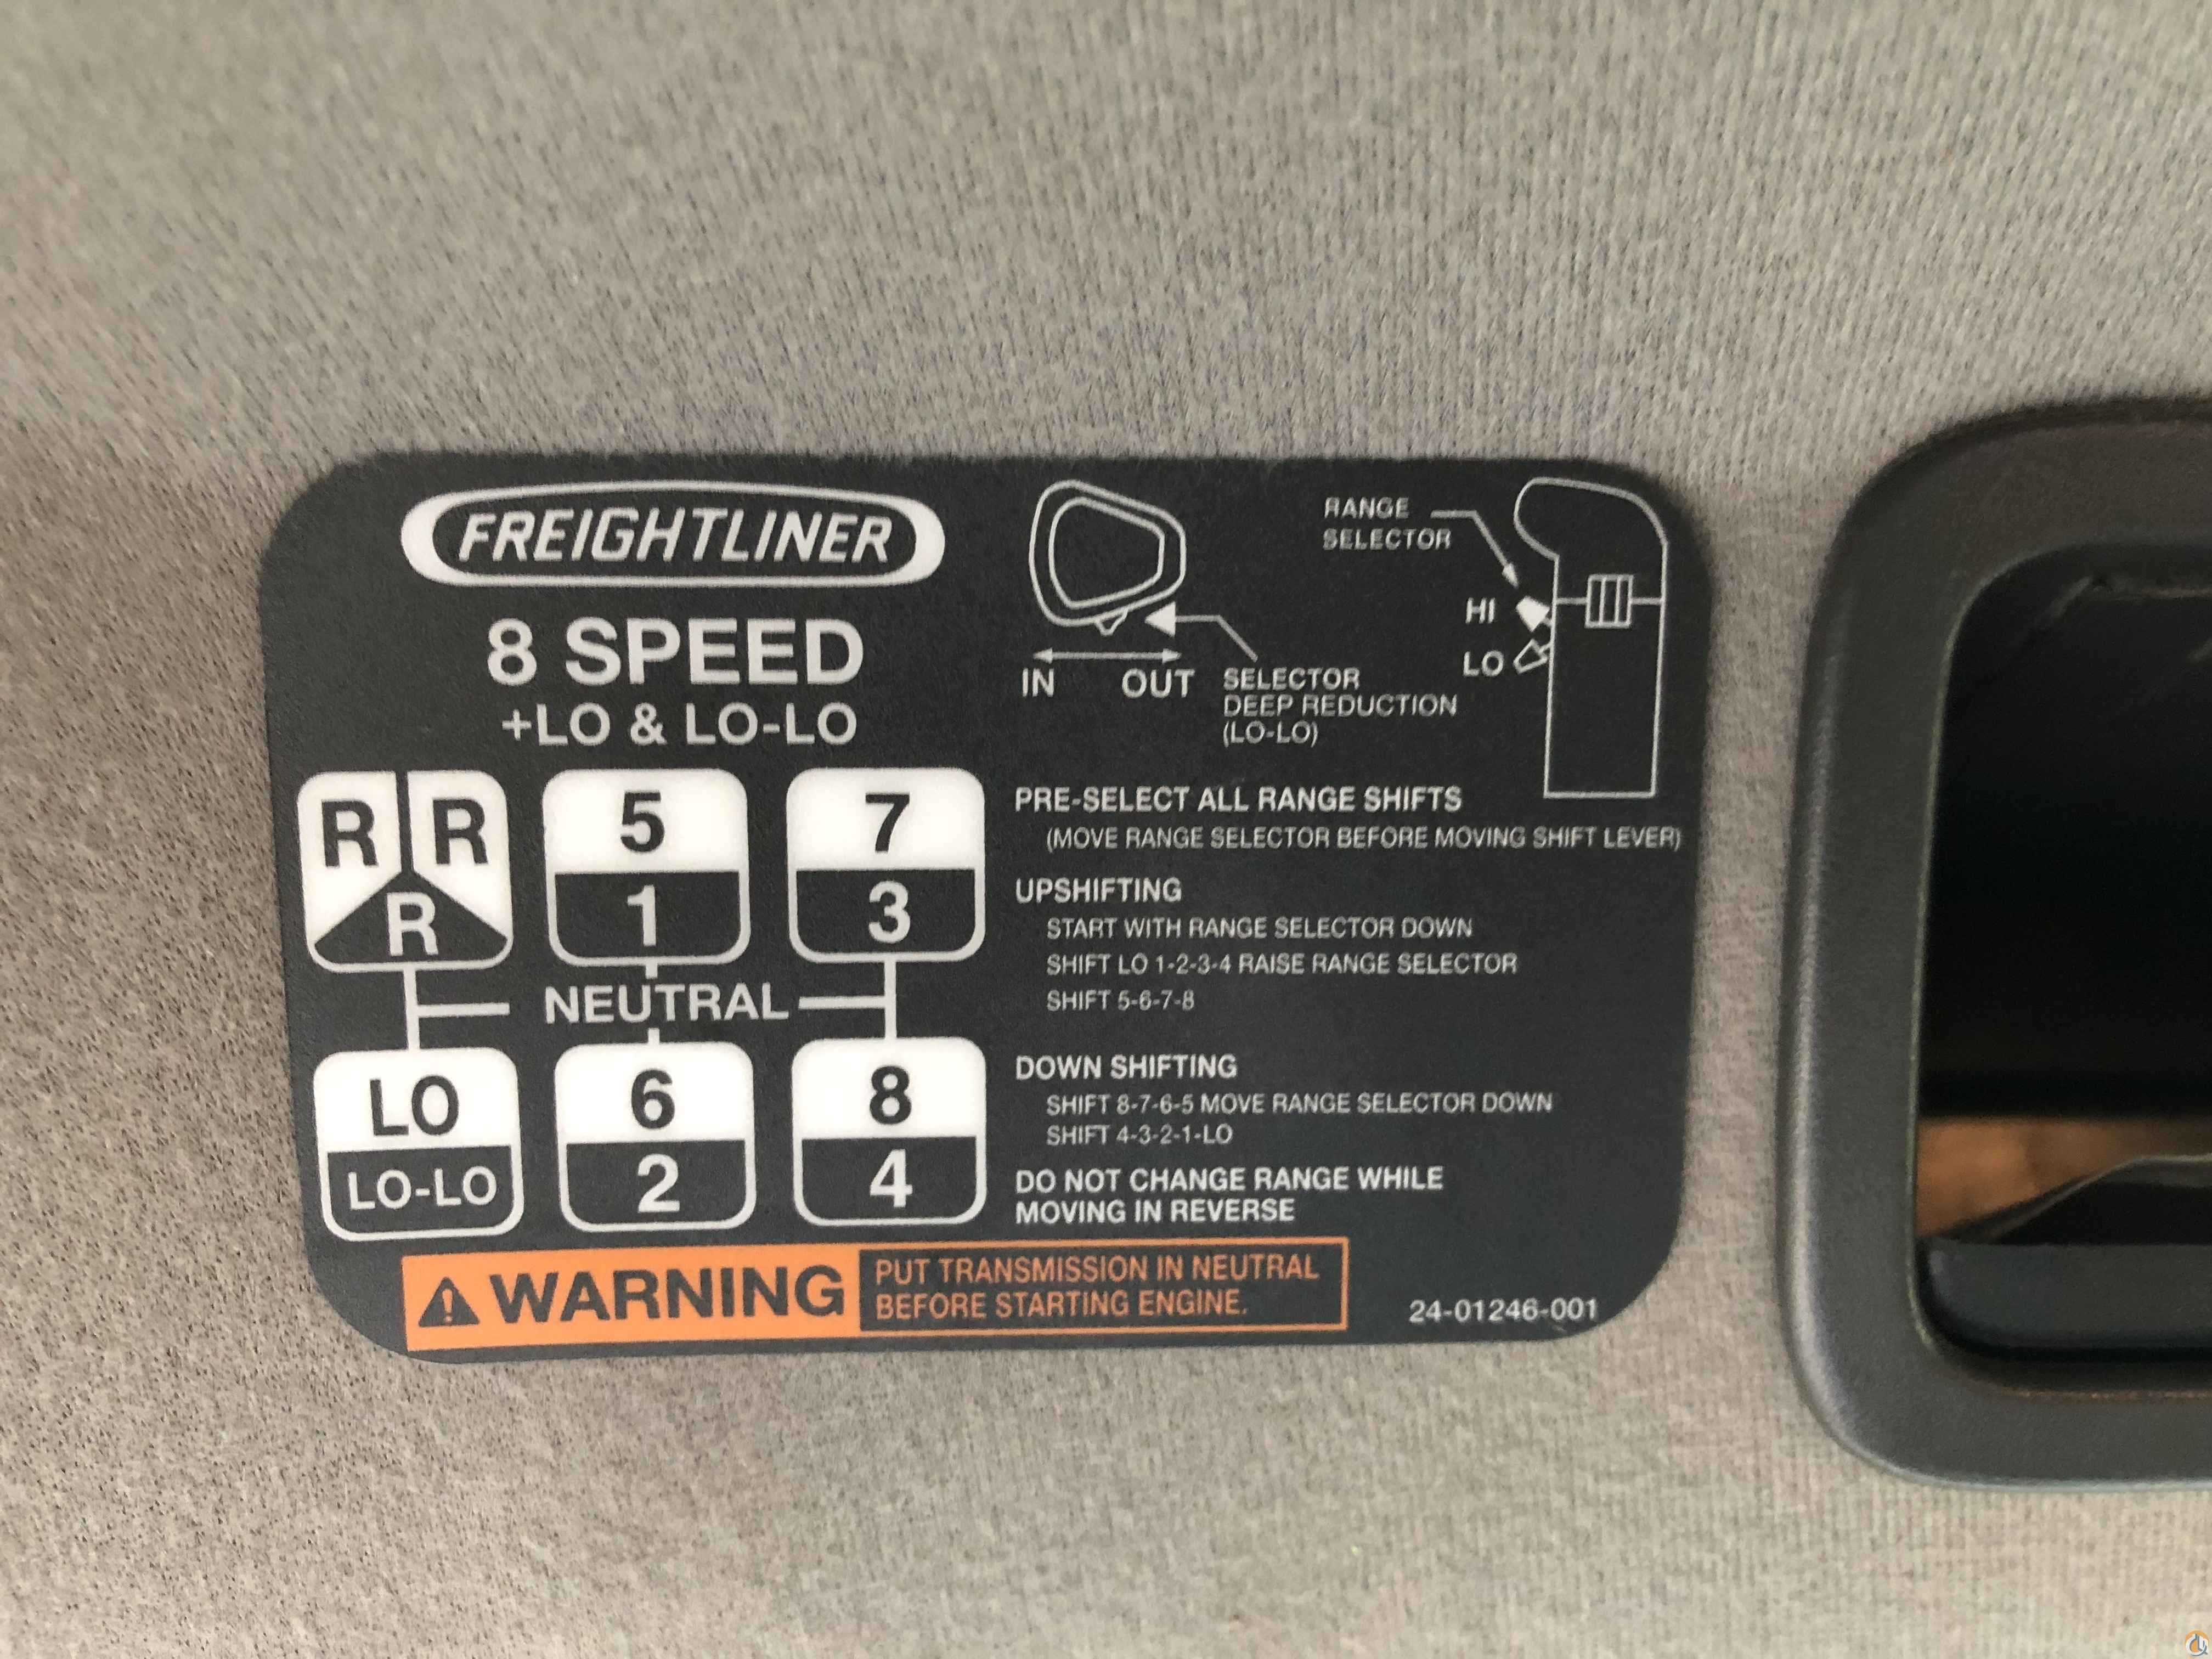 FREIGHTLINER
8 SPEED
+LO & LO-LO
R R
R
5
1
7
3
NEUTRAL
LO
LO-LO
6
2
8
4
IN OUT
SELECTOR
DEEP REDUCTION
(LO-LO)
RANGE
SELECTOR
HI
LO
PRE-SELECT ALL RANGE SHIFTS
(MOVE RANGE SELECTOR BEFORE MOVING SHIFT LEVER)
UPSHIFTING
START WITH RANGE SELECTOR DOWN
SHIFT LO 1-2-3-4 RAISE RANGE SELECTOR
SHIFT 5-6-7-8
DOWN SHIFTING
SHIFT 8-7-6-5 MOVE RANGE SELECTOR DOWN
SHIFT 4-3-2-1-LO
DO NOT CHANGE RANGE WHILE
MOVING IN REVERSE
WARNING
PUT TRANSMISSION IN NEUTRAL
BEFORE STARTING ENGINE.
24-01246-001